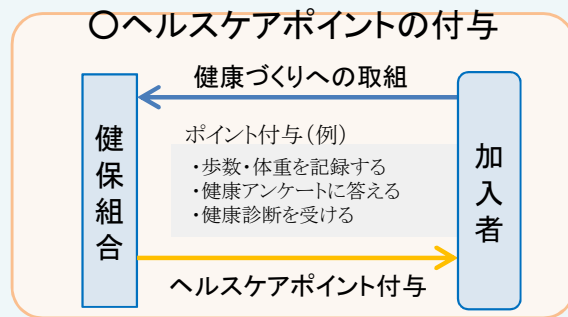 ○ヘルスケアポイントの付与
健康づくりへの取組
健保組合
ポイント付与(例)
・歩数・体重を記録する
・健康アンケートに答える
・健康診断を受ける
加入者
ヘルスケアポイント付与